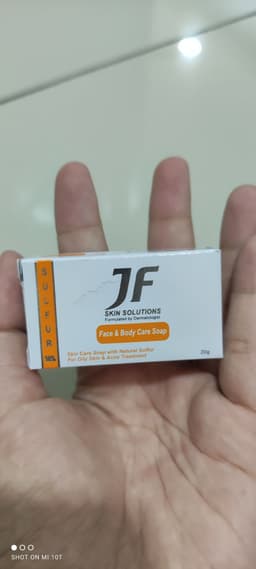 SULFUR
10%
JF
SKIN SOLUTIONS
Formulated by Dermatologist
Face & Body Care Soap
Skin Care Soap with Natural Sulfur
For Oily Skin & Acne Treatment
20g
SHOT ON MI 10T